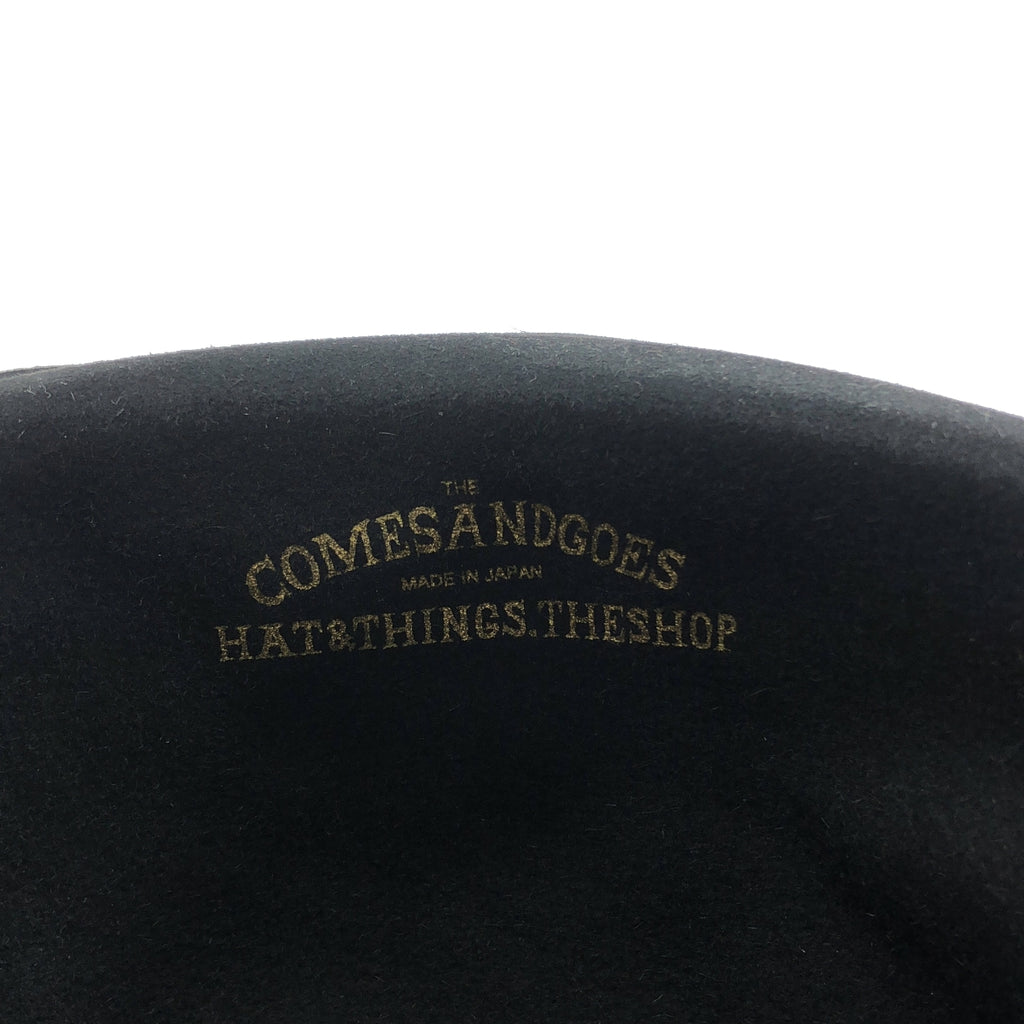 THE
COMESANDGOES
MADE IN JAPAN
HAT&THINGS.THESHOP